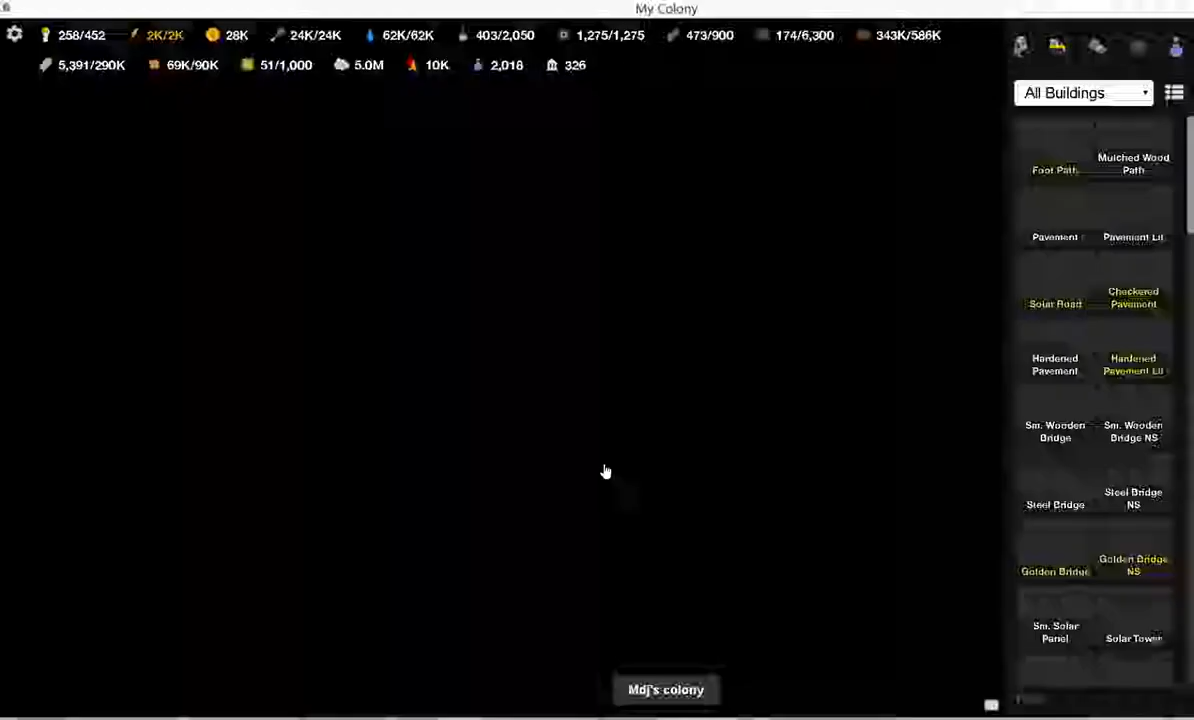 My Colony
258/452 2K/2K 28K 24K/24K 62K/62K 403/2,050 1,275/1,275 473/900 174/6,300 343K/586K
5,391/290K 69K/90K 51/1,000 5.0M 10K 2,018 326
All Buildings
Foot Path
Mulched Wood Path
Pavement
Pavement Lit
Solar Road
Checkered Pavement
Hardened Pavement
Hardened Pavement Lit
Sm. Wooden Bridge
Sm. Wooden Bridge NS
Steel Bridge
Steel Bridge NS
Golden Bridge
Golden Bridge NS
Sm. Solar Panel
Solar Tower
Mdj's colony